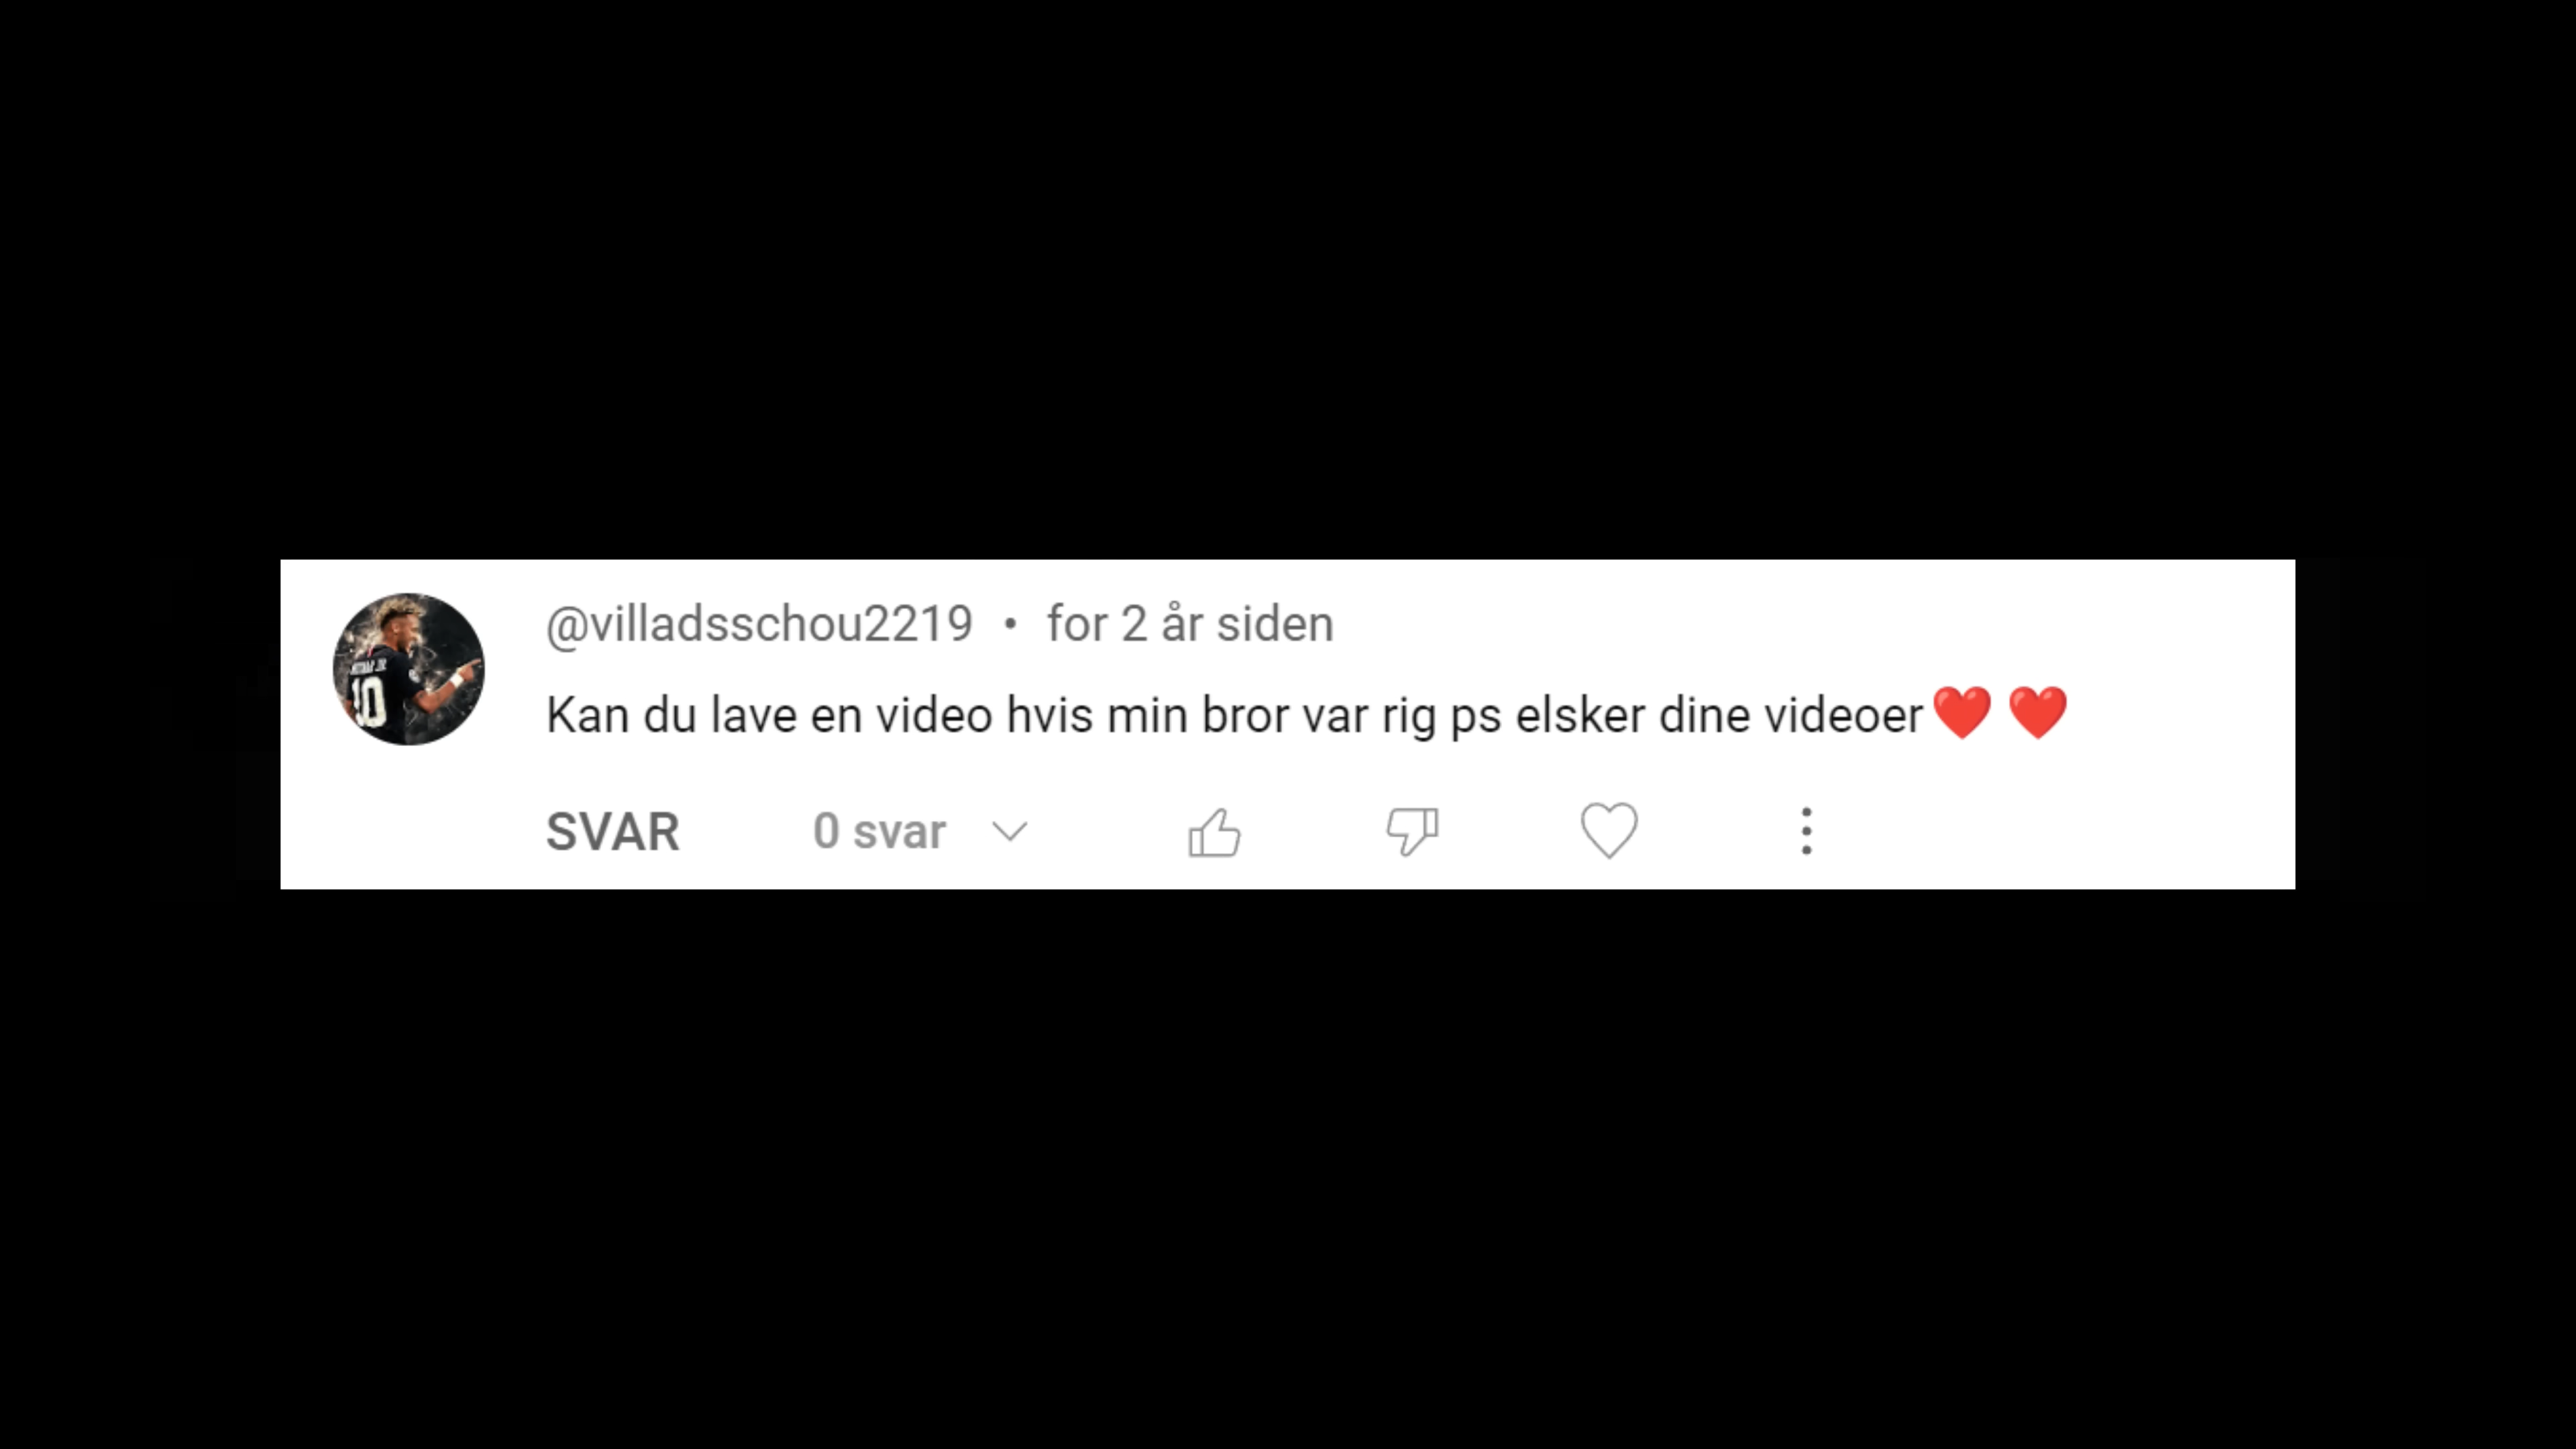 @villadsschou2219 • for 2 år siden
Kan du lave en video hvis min bror var rig ps elsker dine videoer❤️ ❤️
SVAR 0 svar
10